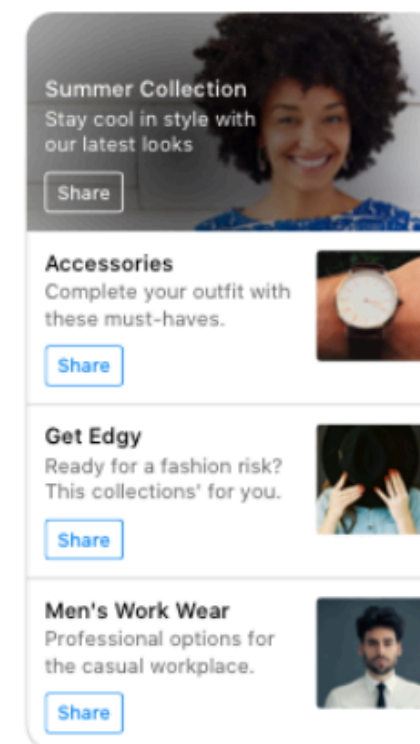 Summer Collection
Stay cool in style with
our latest looks
Share
Accessories
Complete your outfit with
these must-haves.
Share
Get Edgy
Ready for a fashion risk?
This collections' for you.
Share
Men's Work Wear
Professional options for
the casual workplace.
Share